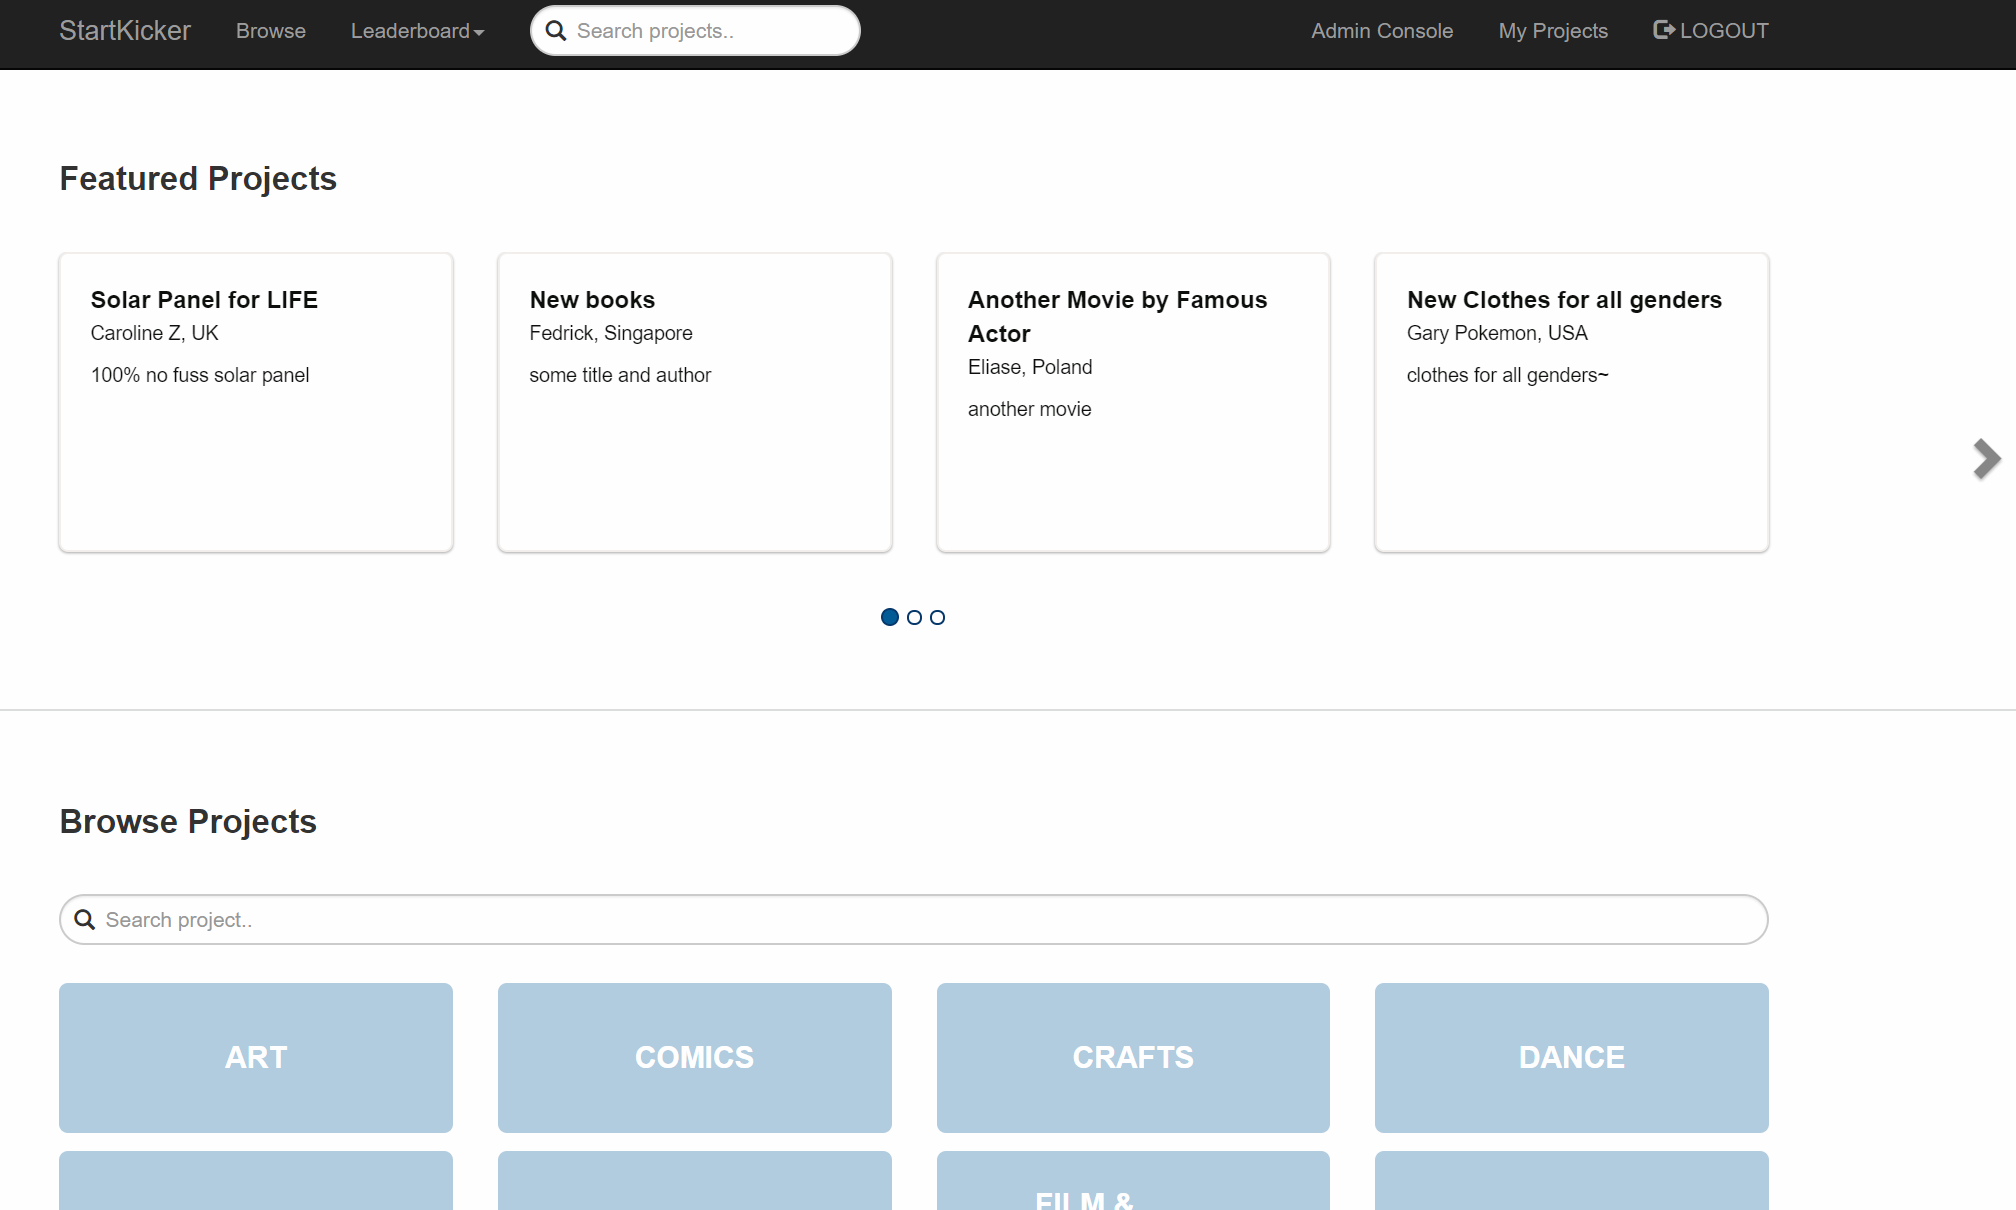 StartKicker Browse Leaderboard Search projects.. Admin Console My Projects LOGOUT
Featured Projects
Solar Panel for LIFE
Caroline Z, UK
100% no fuss solar panel
New books
Fedrick, Singapore
some title and author
Another Movie by Famous
Actor
Eliase, Poland
another movie
New Clothes for all genders
Gary Pokemon, USA
clothes for all genders~
Browse Projects
Search project..
ART
COMICS
CRAFTS
DANCE
FILM &